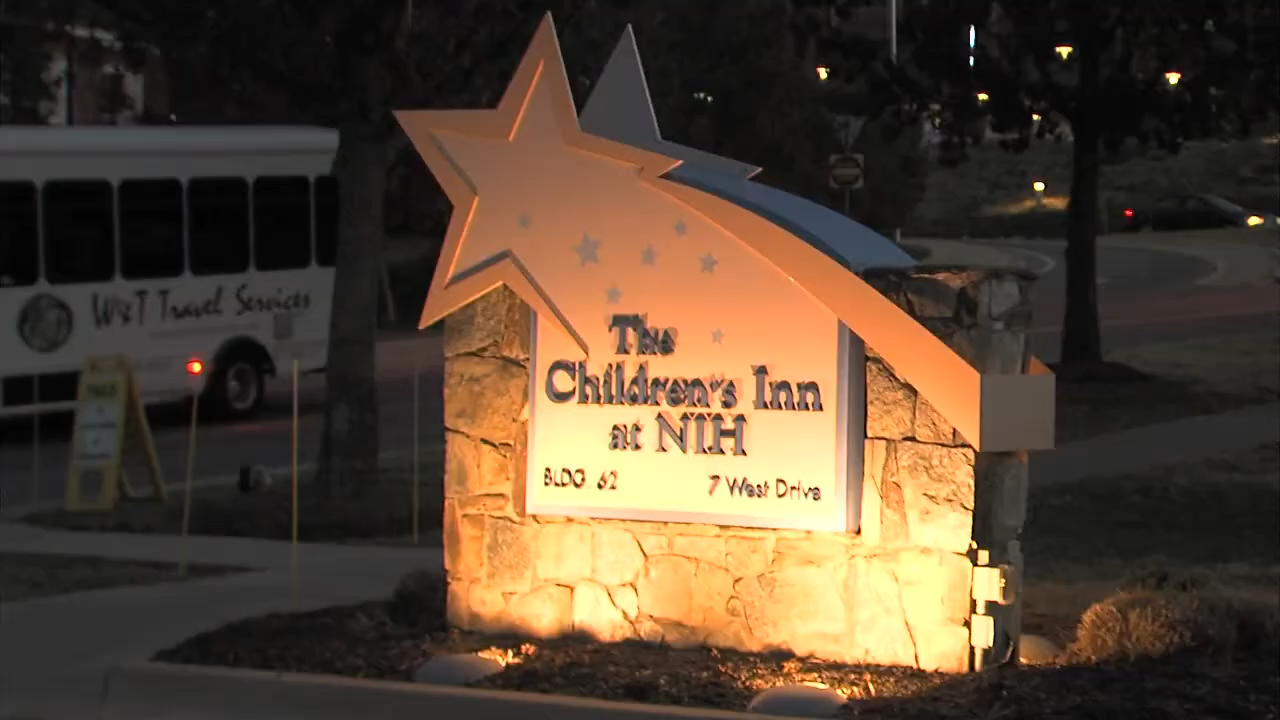 W&T Travel Services
The
Children's Inn
at NIH
BLDG 62
7 West Drive